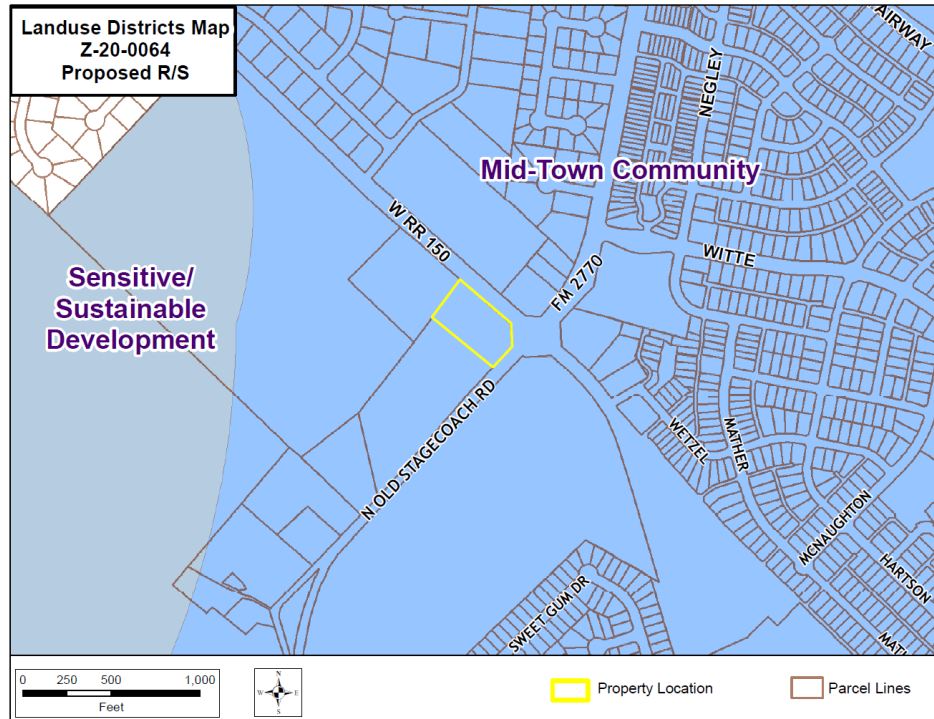 Landuse Districts Map
Z-20-0064
Proposed R/S
AIRWAY
NEGLEY
Mid-Town Community
W RR 150
WITTE
FM 2770
Sensitive/
Sustainable
Development
N OLD STAGECOACH RD
WETZEL
MATHER
MCNAUGHTON
HARTSON
SWEET GUM DR
MAT
0 250 500 1,000
Feet
N
W E
S
Property Location
Parcel Lines